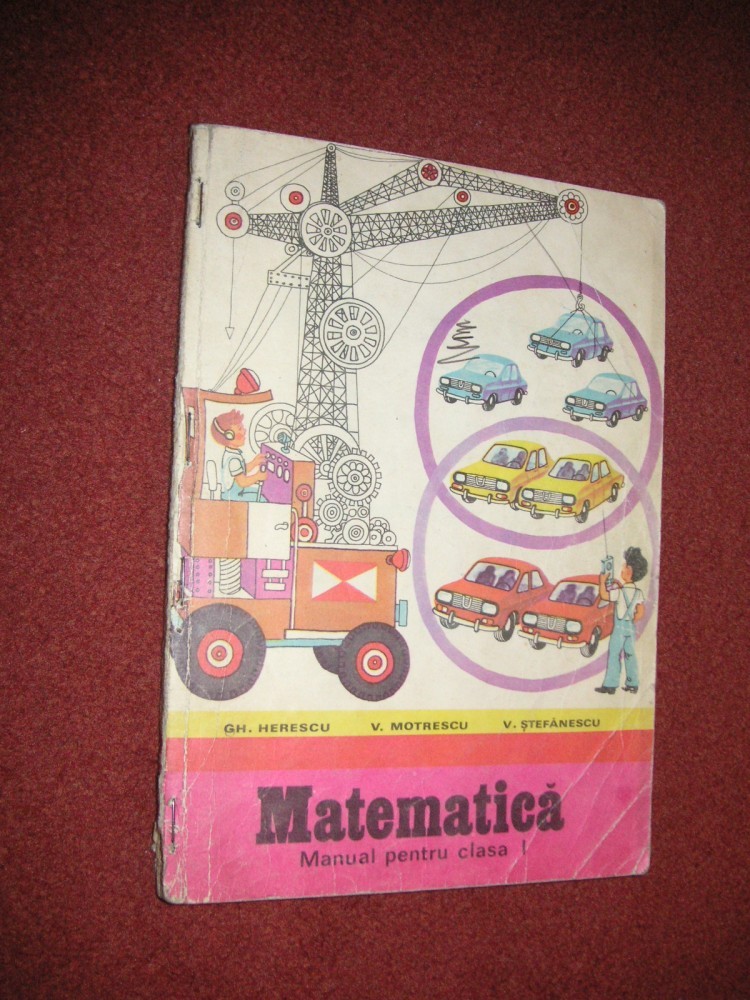 GH. HERESCU V. MOTRESCU V. ȘTEFĂNESCU
Matematică
Manual pentru clasa I